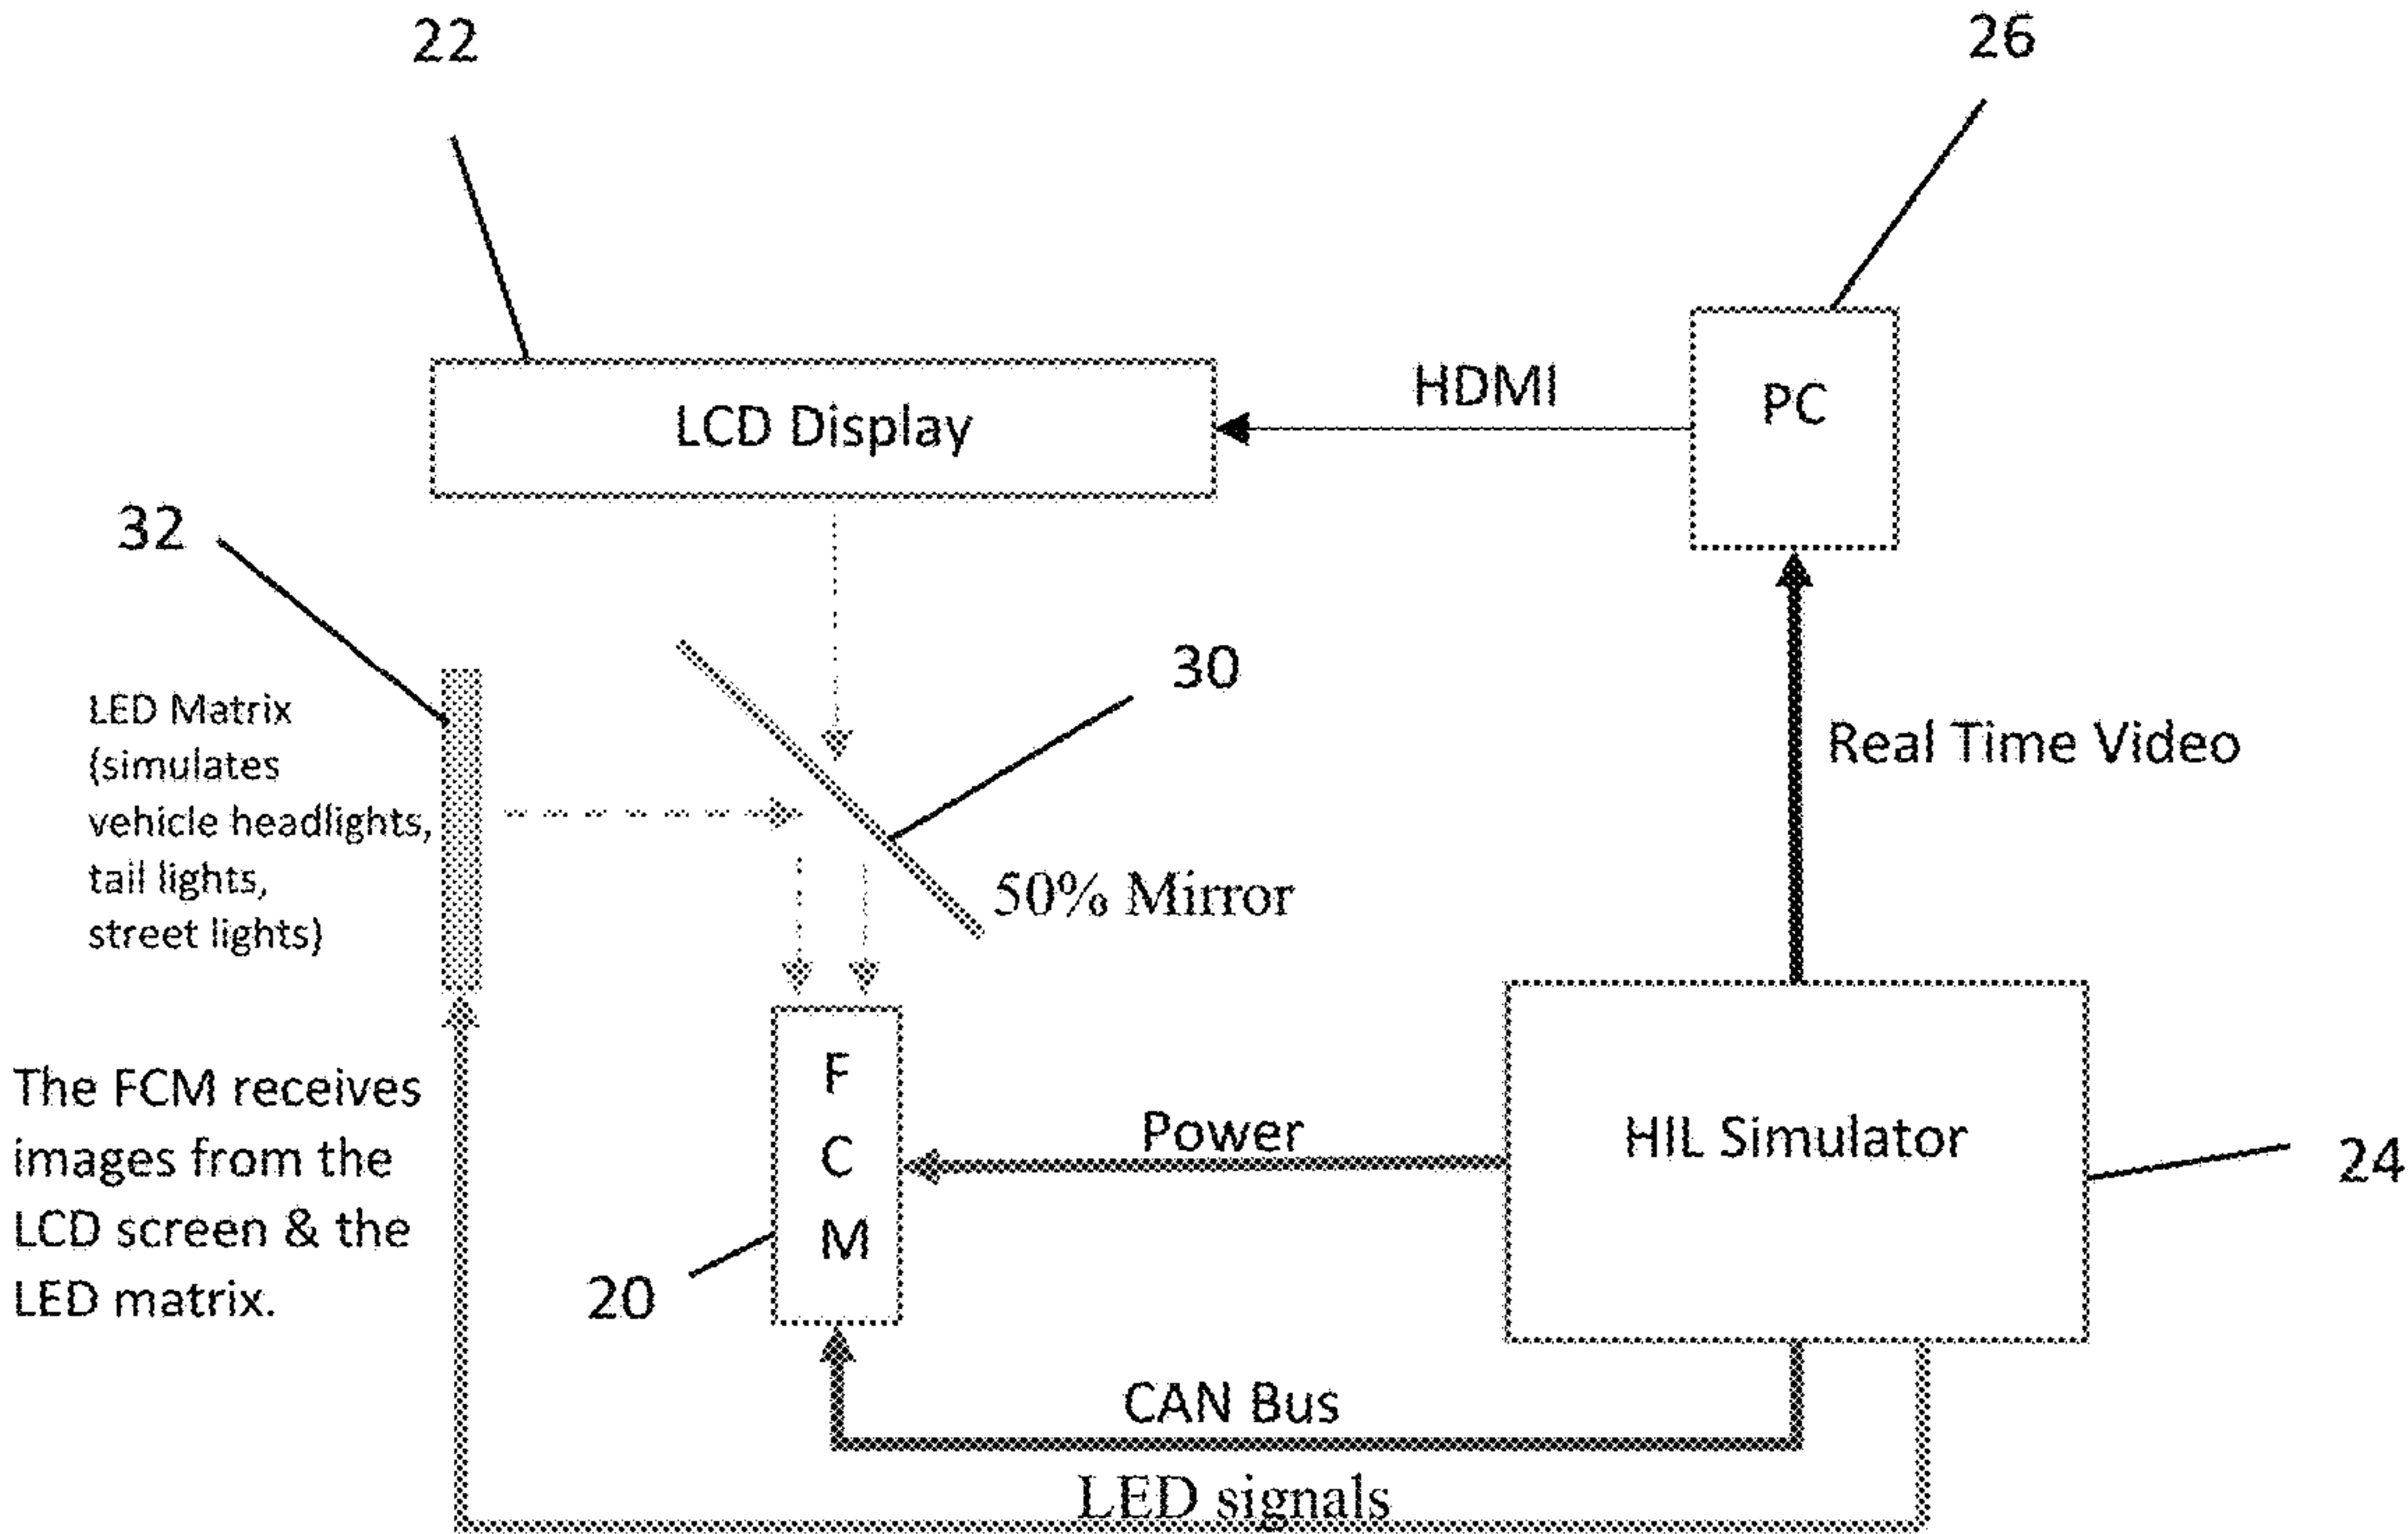 22
26
HDMI
PC
LCD Display
32
30
LED Matrix
(simulates
vehicle headlights,
tail lights,
street lights)
Real Time Video
50% Mirror
The FCM receives
images from the
LCD screen & the
LED matrix.
F
C
M
Power
HIL Simulator
24
20
CAN Bus
LED signals